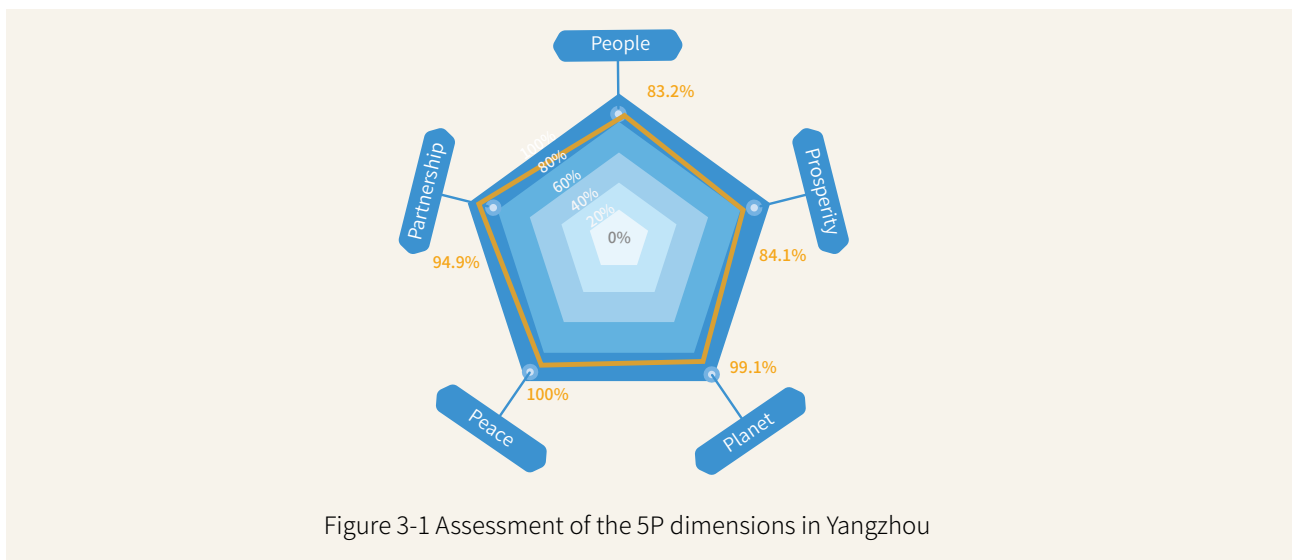 People
83.2%
Partnership
100%
80%
60%
40%
20%
0%
Prosperity
94.9%
84.1%
99.1%
100%
Peace
Planet
Figure 3-1 Assessment of the 5P dimensions in Yangzhou